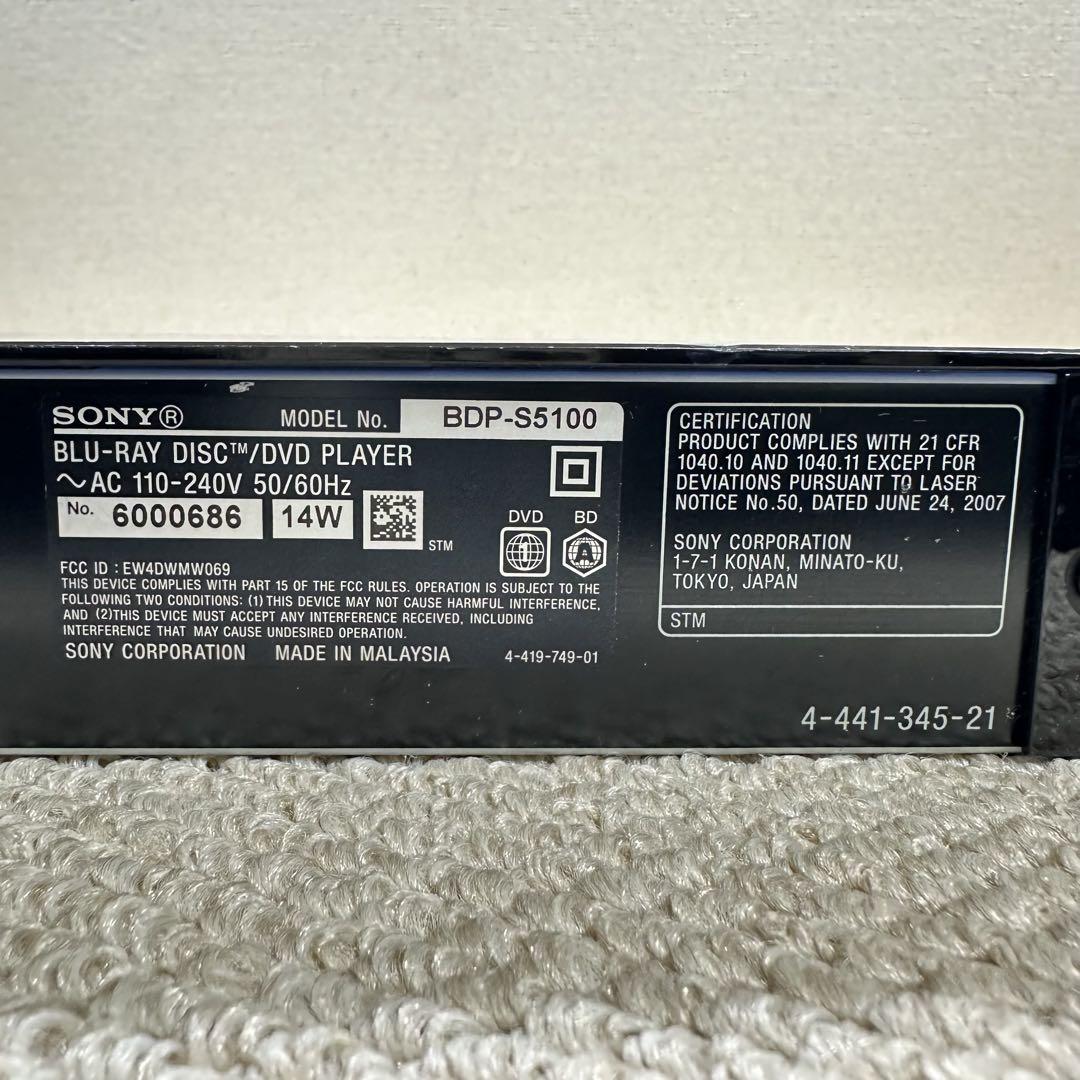 SONY® MODEL No. BDP-S5100
BLU-RAY DISC™/DVD PLAYER
~AC 110-240V 50/60Hz
No. 6000686 14W
STM
DVD BD
FCC ID : EW4DWMW069
THIS DEVICE COMPLIES WITH PART 15 OF THE FCC RULES. OPERATION IS SUBJECT TO THE
FOLLOWING TWO CONDITIONS: (1) THIS DEVICE MAY NOT CAUSE HARMFUL INTERFERENCE,
AND (2)THIS DEVICE MUST ACCEPT ANY INTERFERENCE RECEIVED, INCLUDING
INTERFERENCE THAT MAY CAUSE UNDESIRED OPERATION.
SONY CORPORATION MADE IN MALAYSIA 4-419-749-01
CERTIFICATION
PRODUCT COMPLIES WITH 21 CFR
1040.10 AND 1040.11 EXCEPT FOR
DEVIATIONS PURSUANT TO LASER
NOTICE No.50, DATED JUNE 24, 2007
SONY CORPORATION
1-7-1 KONAN, MINATO-KU,
TOKYO, JAPAN
STM
4-441-345-21